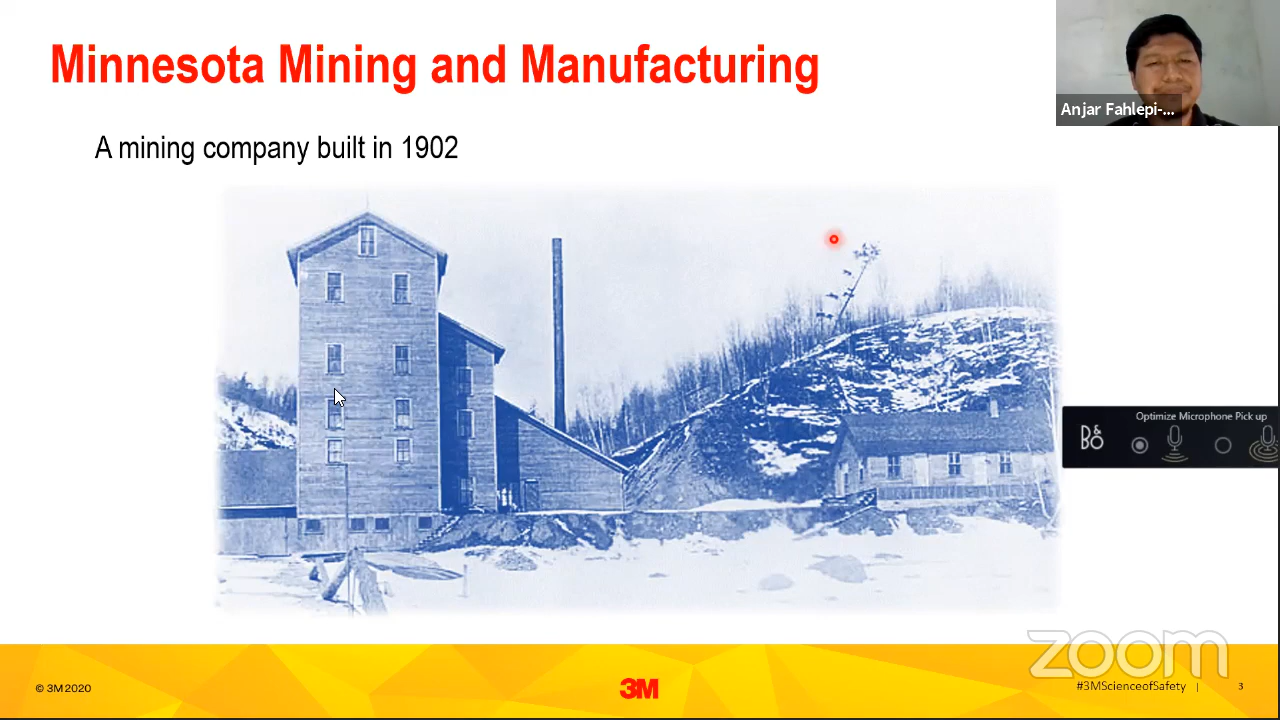 Minnesota Mining and Manufacturing
Anjar Fahlepi-...
A mining company built in 1902
Optimize Microphone Pick up
B&O
zoom
© 3M 2020
3M
#3MScienceofSafety |
3